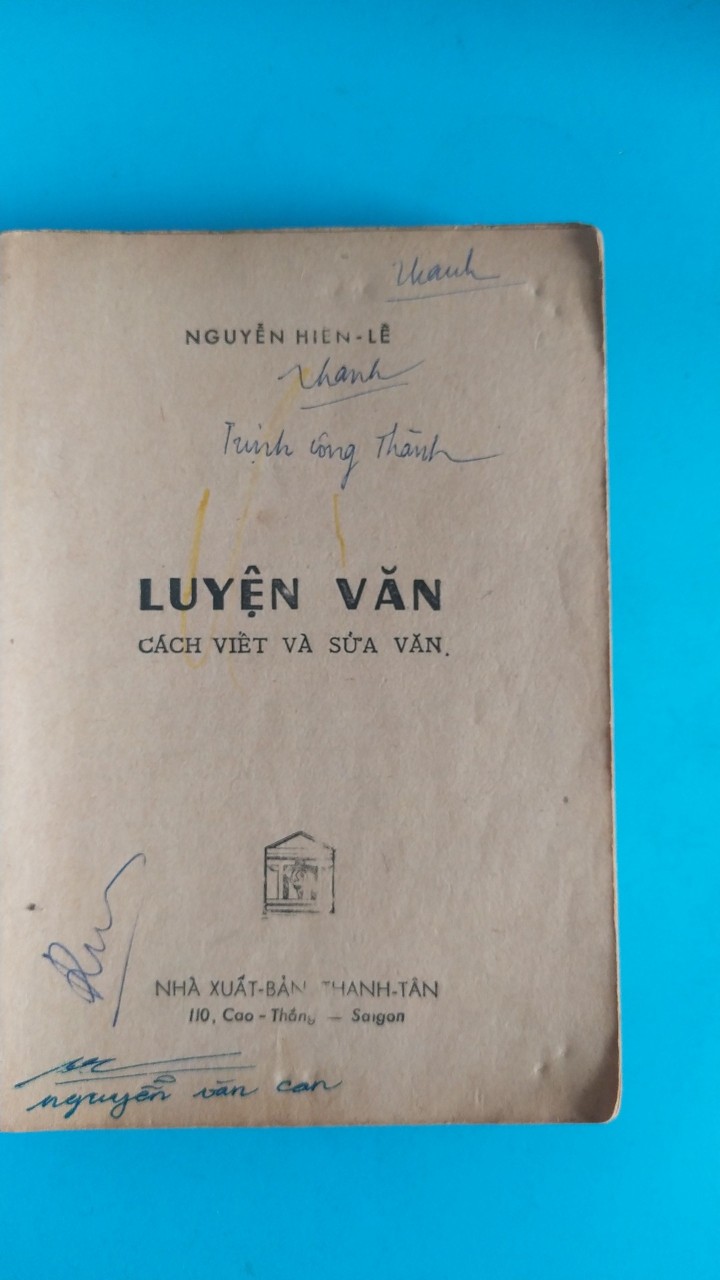 Thanh
NGUYỄN HIẾN-LÊ
Thanh
Trịnh công Thành
LUYỆN VĂN
CÁCH VIẾT VÀ SỬA VĂN.
NHÀ XUẤT-BẢN THANH-TÂN
110, Cao-Thắng — Saigon
nguyễn văn can